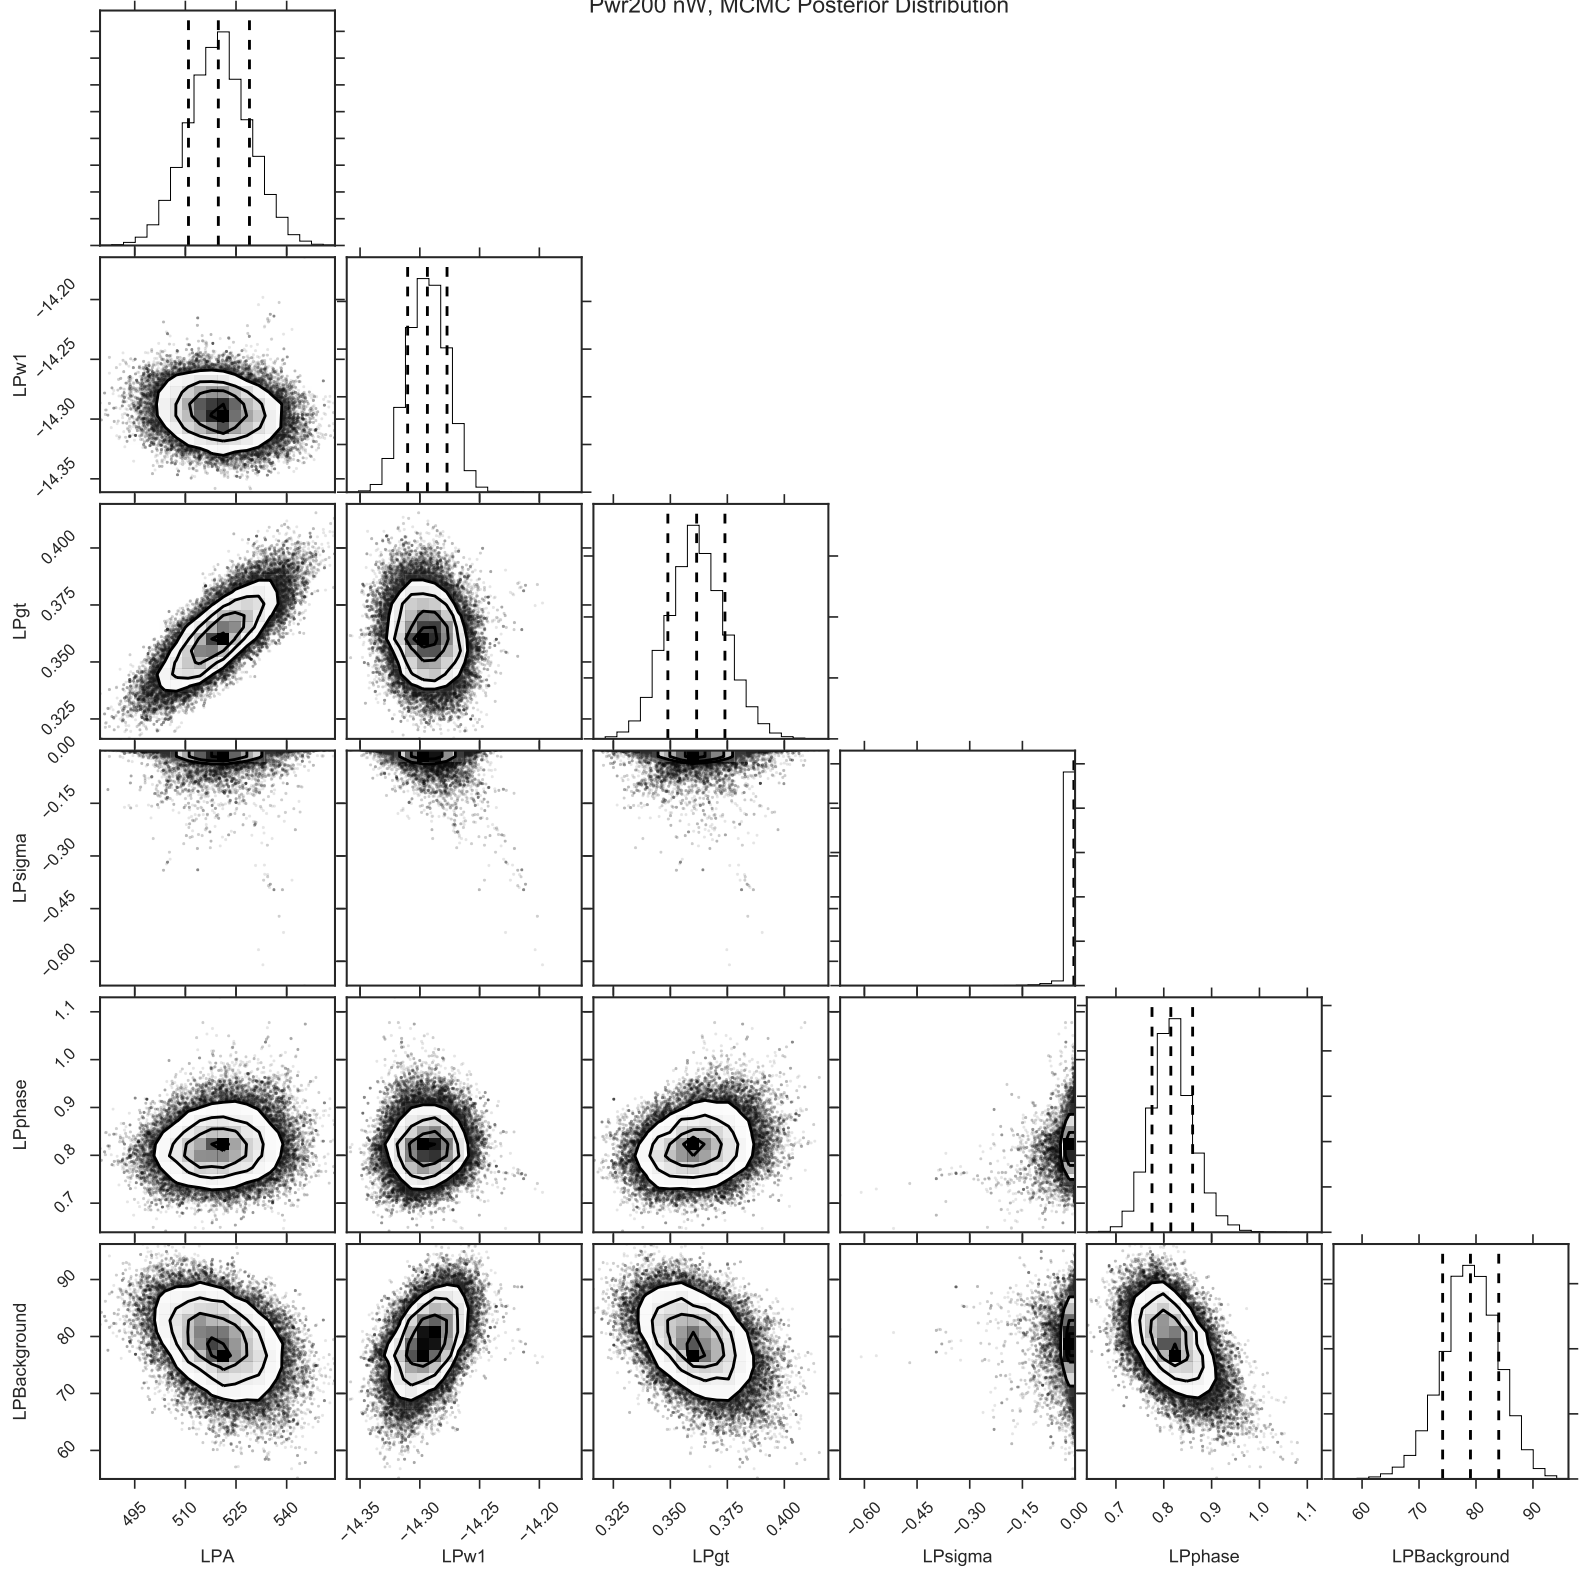 Pwr200 nW, MCMC Posterior Distribution
−14.20
−14.25
−14.30
−14.35
LPw1
0.400
0.375
0.350
0.325
LPgt
0.00
−0.15
−0.30
−0.45
−0.60
LPsigma
1.1
1.0
0.9
0.8
0.7
LPphase
90
80
70
60
LPBackground
495 510 525 540
−14.35 −14.30 −14.25 −14.20
0.325 0.350 0.375 0.400
−0.60 −0.45 −0.30 −0.15 0.00
0.7 0.8 0.9 1.0 1.1
60 70 80 90
LPA LPw1 LPgt LPsigma LPphase LPBackground